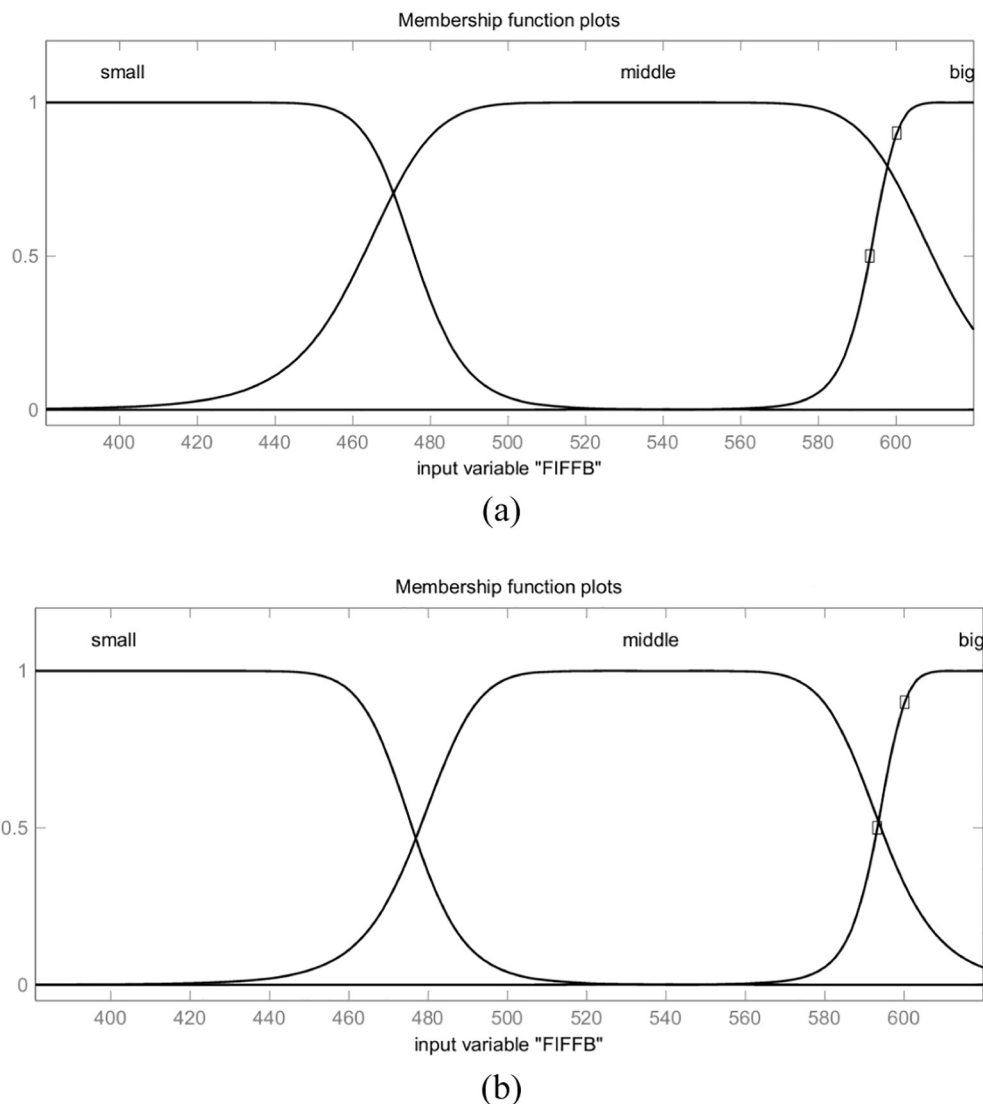 Membership function plots
small middle big
1
0.5
0
400 420 440 460 480 500 520 540 560 580 600
input variable "FIFFB"
(a)
Membership function plots
small middle big
1
0.5
0
400 420 440 460 480 500 520 540 560 580 600
input variable "FIFFB"
(b)